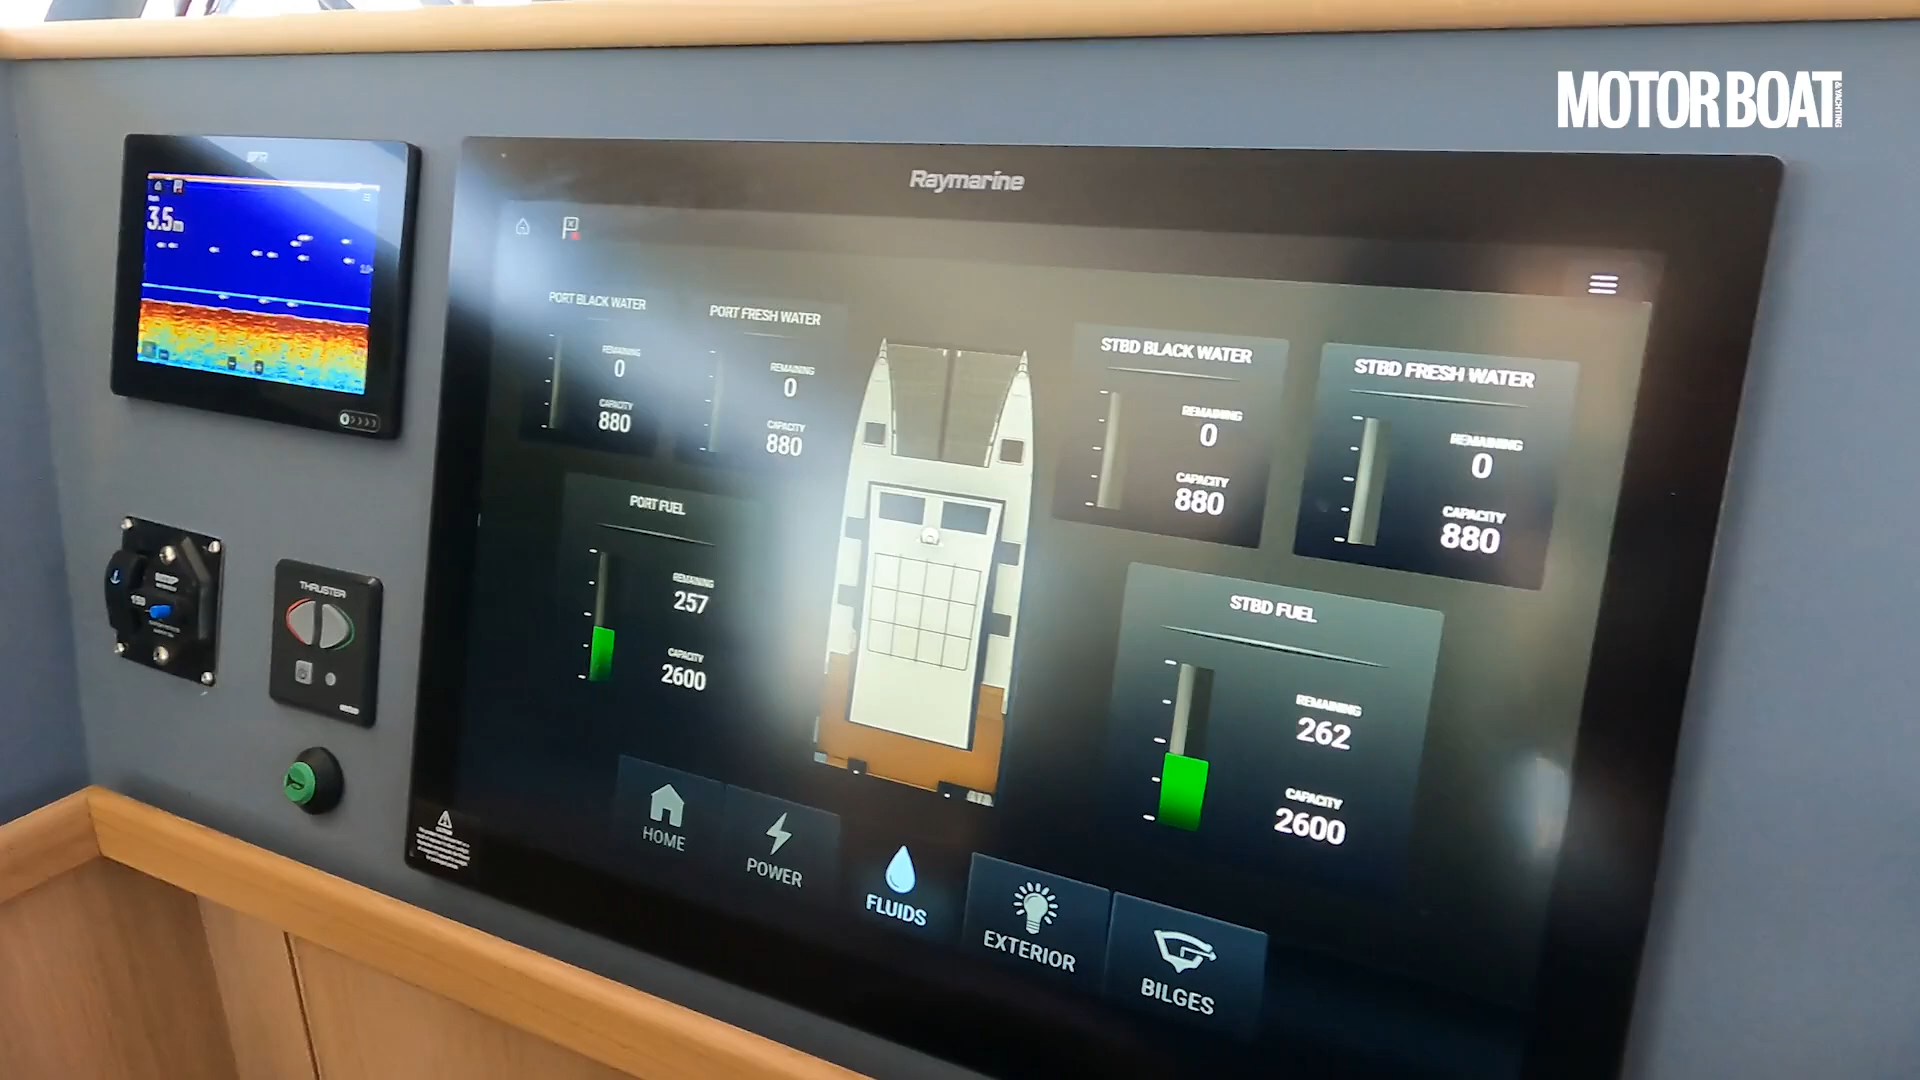 MOTOR BOAT
& YACHTING
Raymarine
3.5m
PORT BLACK WATER
REMAINING
0
CAPACITY
880
PORT FRESH WATER
REMAINING
0
CAPACITY
880
STBD BLACK WATER
REMAINING
0
CAPACITY
880
STBD FRESH WATER
REMAINING
0
CAPACITY
880
PORT FUEL
REMAINING
257
CAPACITY
2600
STBD FUEL
REMAINING
262
CAPACITY
2600
THRUSTER
HOME
POWER
FLUIDS
EXTERIOR
BILGES